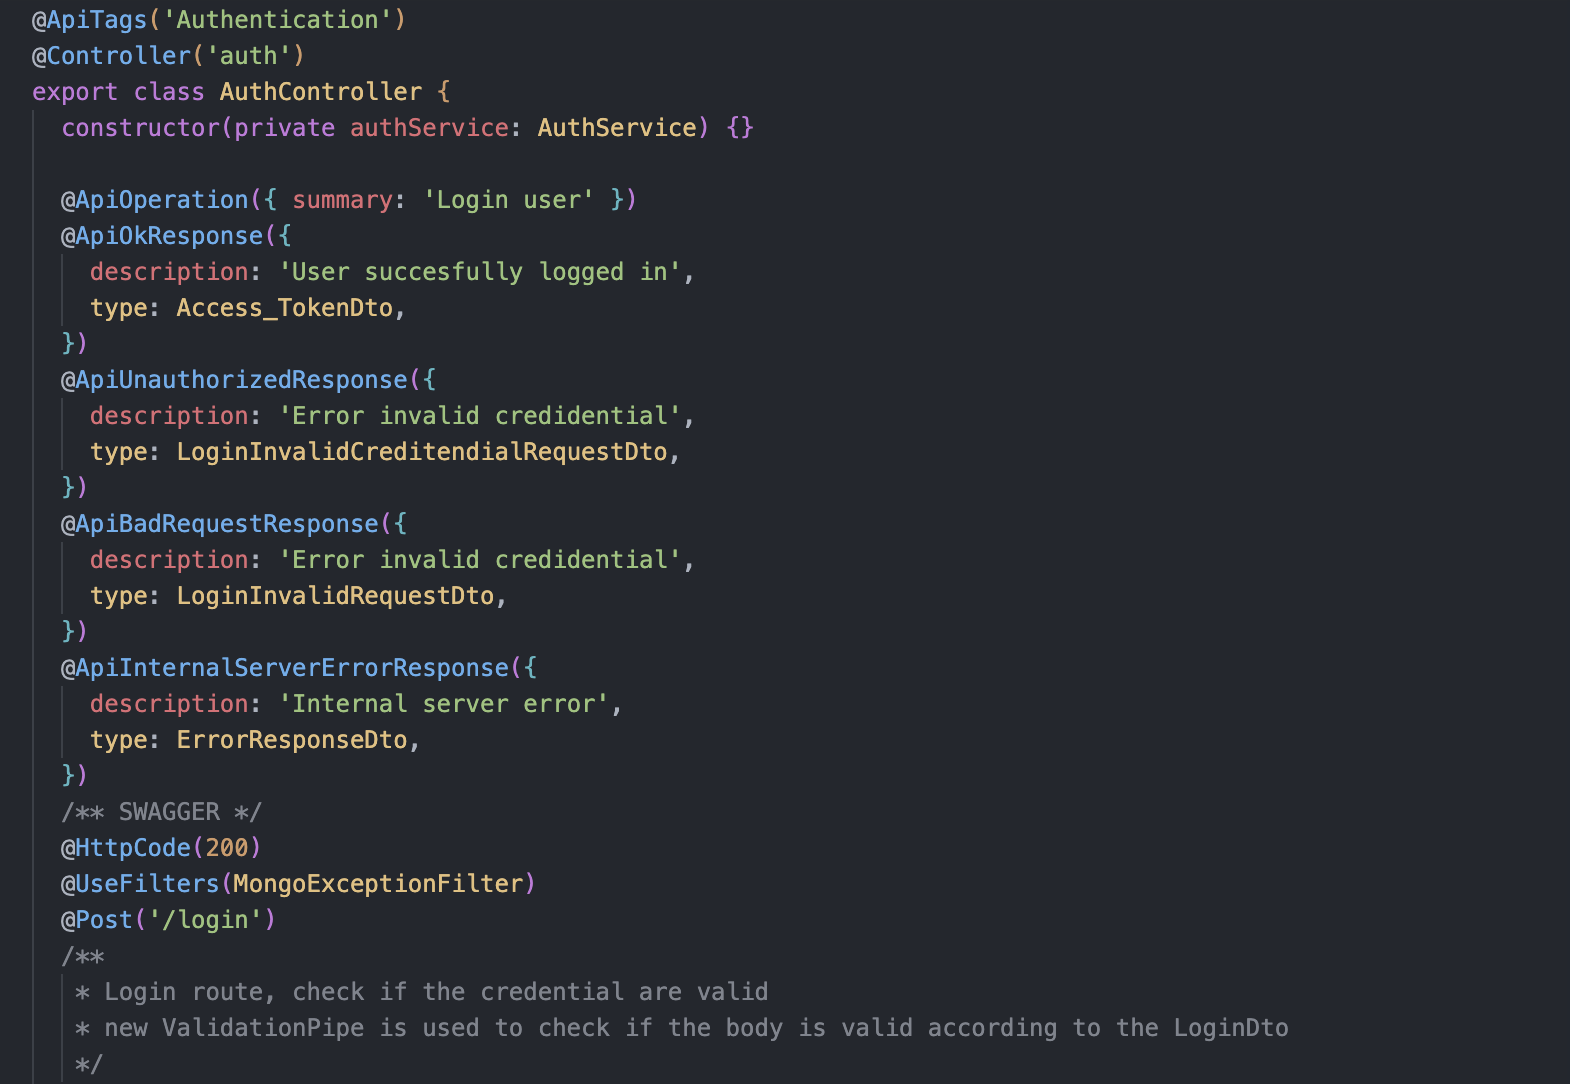 @ApiTags('Authentication')
@Controller('auth')
export class AuthController {
constructor(private authService: AuthService) {}
@ApiOperation({ summary: 'Login user' })
@ApiOkResponse({
description: 'User succesfully logged in',
type: Access_TokenDto,
})
@ApiUnauthorizedResponse({
description: 'Error invalid credidential',
type: LoginInvalidCreditendialRequestDto,
})
@ApiBadRequestResponse({
description: 'Error invalid credidential',
type: LoginInvalidRequestDto,
})
@ApiInternalServerErrorResponse({
description: 'Internal server error',
type: ErrorResponseDto,
})
/** SWAGGER */
@HttpCode(200)
@UseFilters(MongoExceptionFilter)
@Post('/login')
/**
* Login route, check if the credential are valid
* new ValidationPipe is used to check if the body is valid according to the LoginDto
*/